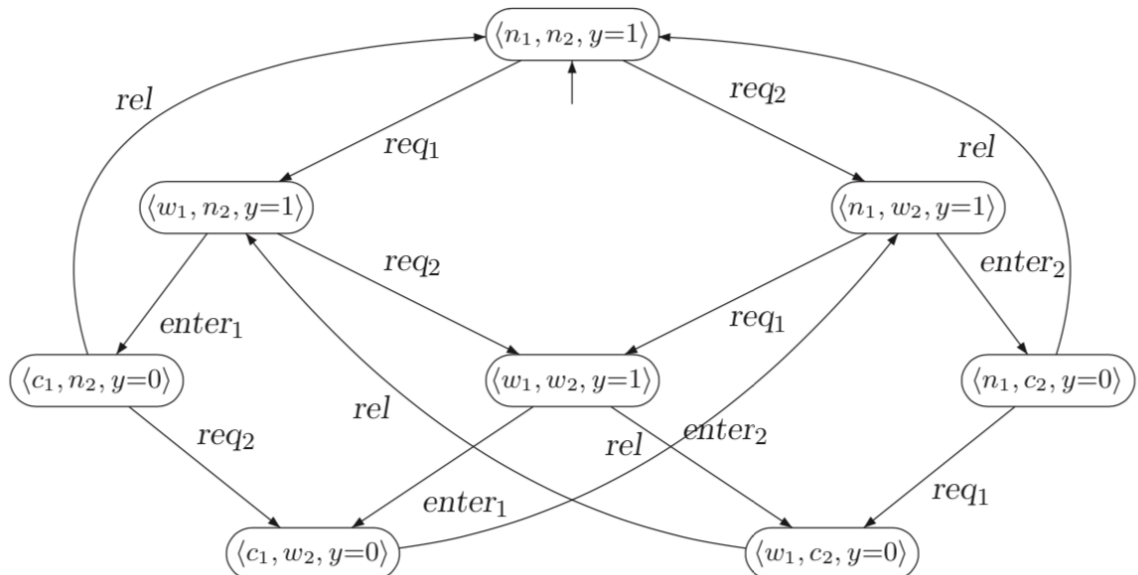 ⟨n₁, n₂, y=1⟩
rel
req₂
req₁
rel
⟨w₁, n₂, y=1⟩
⟨n₁, w₂, y=1⟩
req₂
enter₂
enter₁
req₁
⟨c₁, n₂, y=0⟩
⟨w₁, w₂, y=1⟩
⟨n₁, c₂, y=0⟩
rel
req₂
rel
enter₂
enter₁
req₁
⟨c₁, w₂, y=0⟩
⟨w₁, c₂, y=0⟩